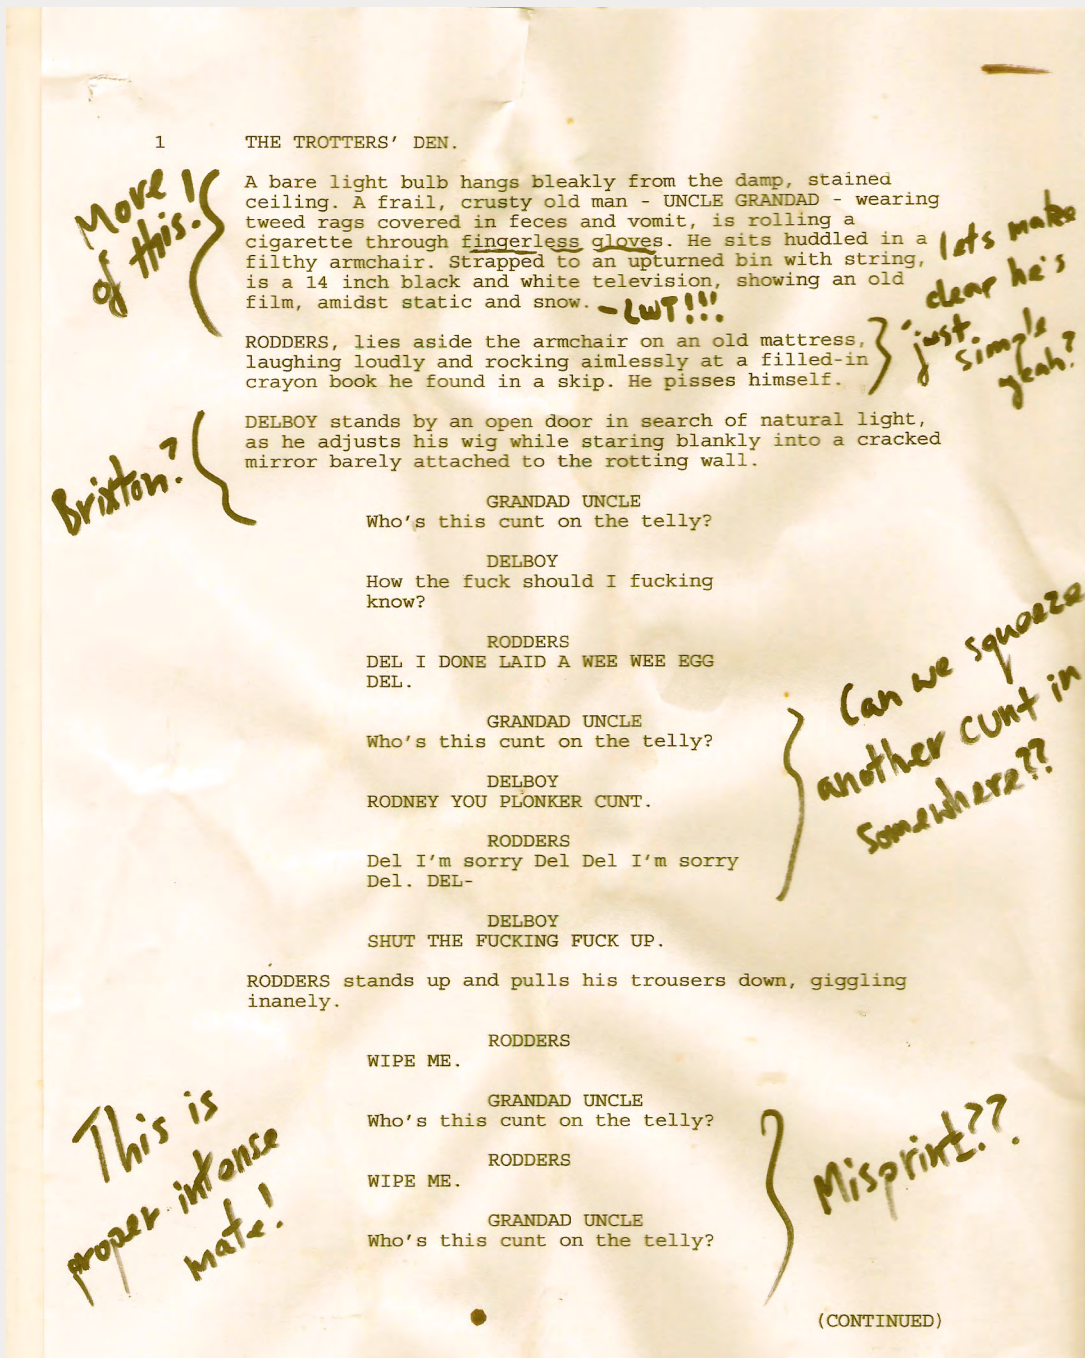 1 THE TROTTERS' DEN.
More
of this!
A bare light bulb hangs bleakly from the damp, stained
ceiling. A frail, crusty old man - UNCLE GRANDAD - wearing
tweed rags covered in feces and vomit, is rolling a
cigarette through fingerless gloves. He sits huddled in a
filthy armchair. Strapped to an upturned bin with string,
is a 14 inch black and white television, showing an old
film, amidst static and snow. - LWT!!!
lets make
clear he's
just
simple
yeah?
RODDERS, lies aside the armchair on an old mattress,
laughing loudly and rocking aimlessly at a filled-in
crayon book he found in a skip. He pisses himself.
Brixton?
DELBOY stands by an open door in search of natural light,
as he adjusts his wig while staring blankly into a cracked
mirror barely attached to the rotting wall.
GRANDAD UNCLE
Who's this cunt on the telly?
DELBOY
How the fuck should I fucking
know?
RODDERS
DEL I DONE LAID A WEE WEE EGG
DEL.
GRANDAD UNCLE
Who's this cunt on the telly?
DELBOY
RODNEY YOU PLONKER CUNT.
RODDERS
Del I'm sorry Del Del I'm sorry
Del. DEL-
Can we squeeze
another cunt in
somewhere??
DELBOY
SHUT THE FUCKING FUCK UP.
RODDERS stands up and pulls his trousers down, giggling
inanely.
RODDERS
WIPE ME.
GRANDAD UNCLE
Who's this cunt on the telly?
RODDERS
WIPE ME.
GRANDAD UNCLE
Who's this cunt on the telly?
This is
proper intense
mate!
Misprint??.
(CONTINUED)